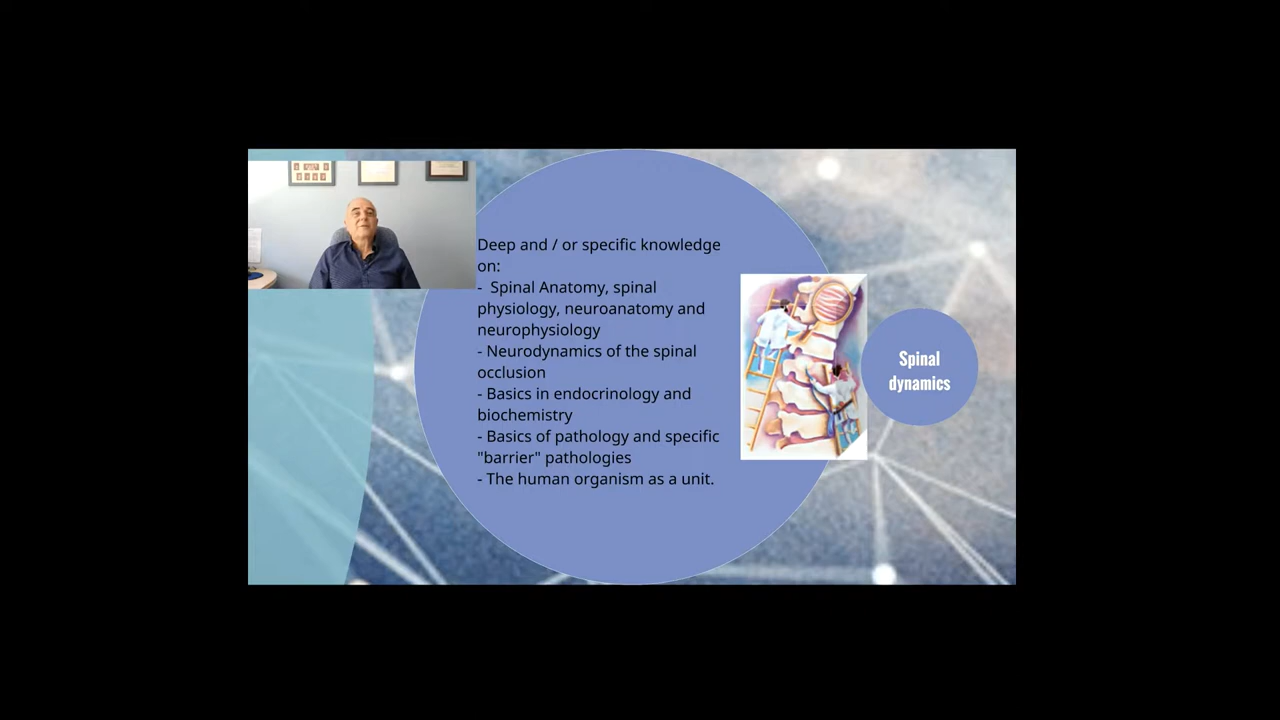 Deep and / or specific knowledge
on:
- Spinal Anatomy, spinal
physiology, neuroanatomy and
neurophysiology
- Neurodynamics of the spinal
occlusion
- Basics in endocrinology and
biochemistry
- Basics of pathology and specific
"barrier" pathologies
- The human organism as a unit.
Spinal
dynamics